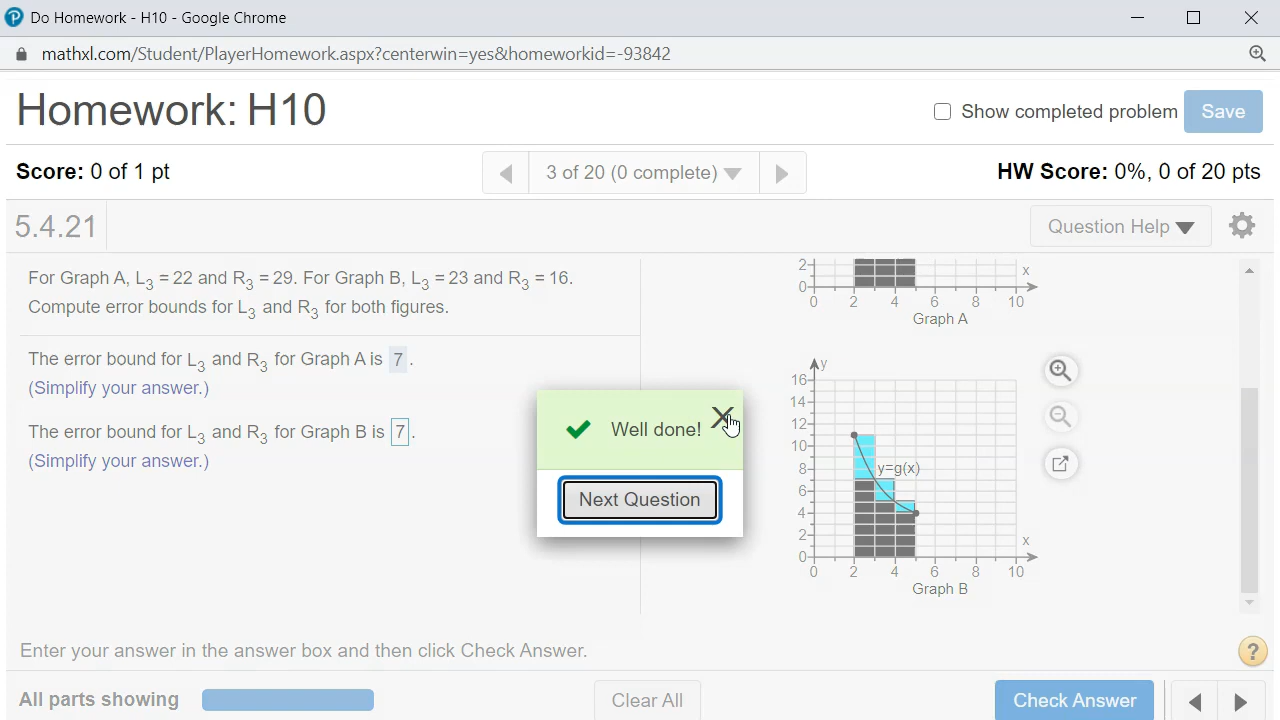 Do Homework - H10 - Google Chrome
mathxl.com/Student/PlayerHomework.aspx?centerwin=yes&homeworkid=-93842
Homework: H10
Show completed problem
Save
Score: 0 of 1 pt
3 of 20 (0 complete)
HW Score: 0%, 0 of 20 pts
5.4.21
Question Help
For Graph A, L3 = 22 and R3 = 29. For Graph B, L3 = 23 and R3 = 16.
Compute error bounds for L3 and R3 for both figures.
The error bound for L3 and R3 for Graph A is 7.
(Simplify your answer.)
The error bound for L3 and R3 for Graph B is 7.
(Simplify your answer.)
2
0
x
0 2 4 6 8 10
Graph A
y
16
14
12
10
8
6
4
2
0
y=g(x)
x
0 2 4 6 8 10
Graph B
Well done!
Next Question
Enter your answer in the answer box and then click Check Answer.
?
All parts showing
Clear All
Check Answer